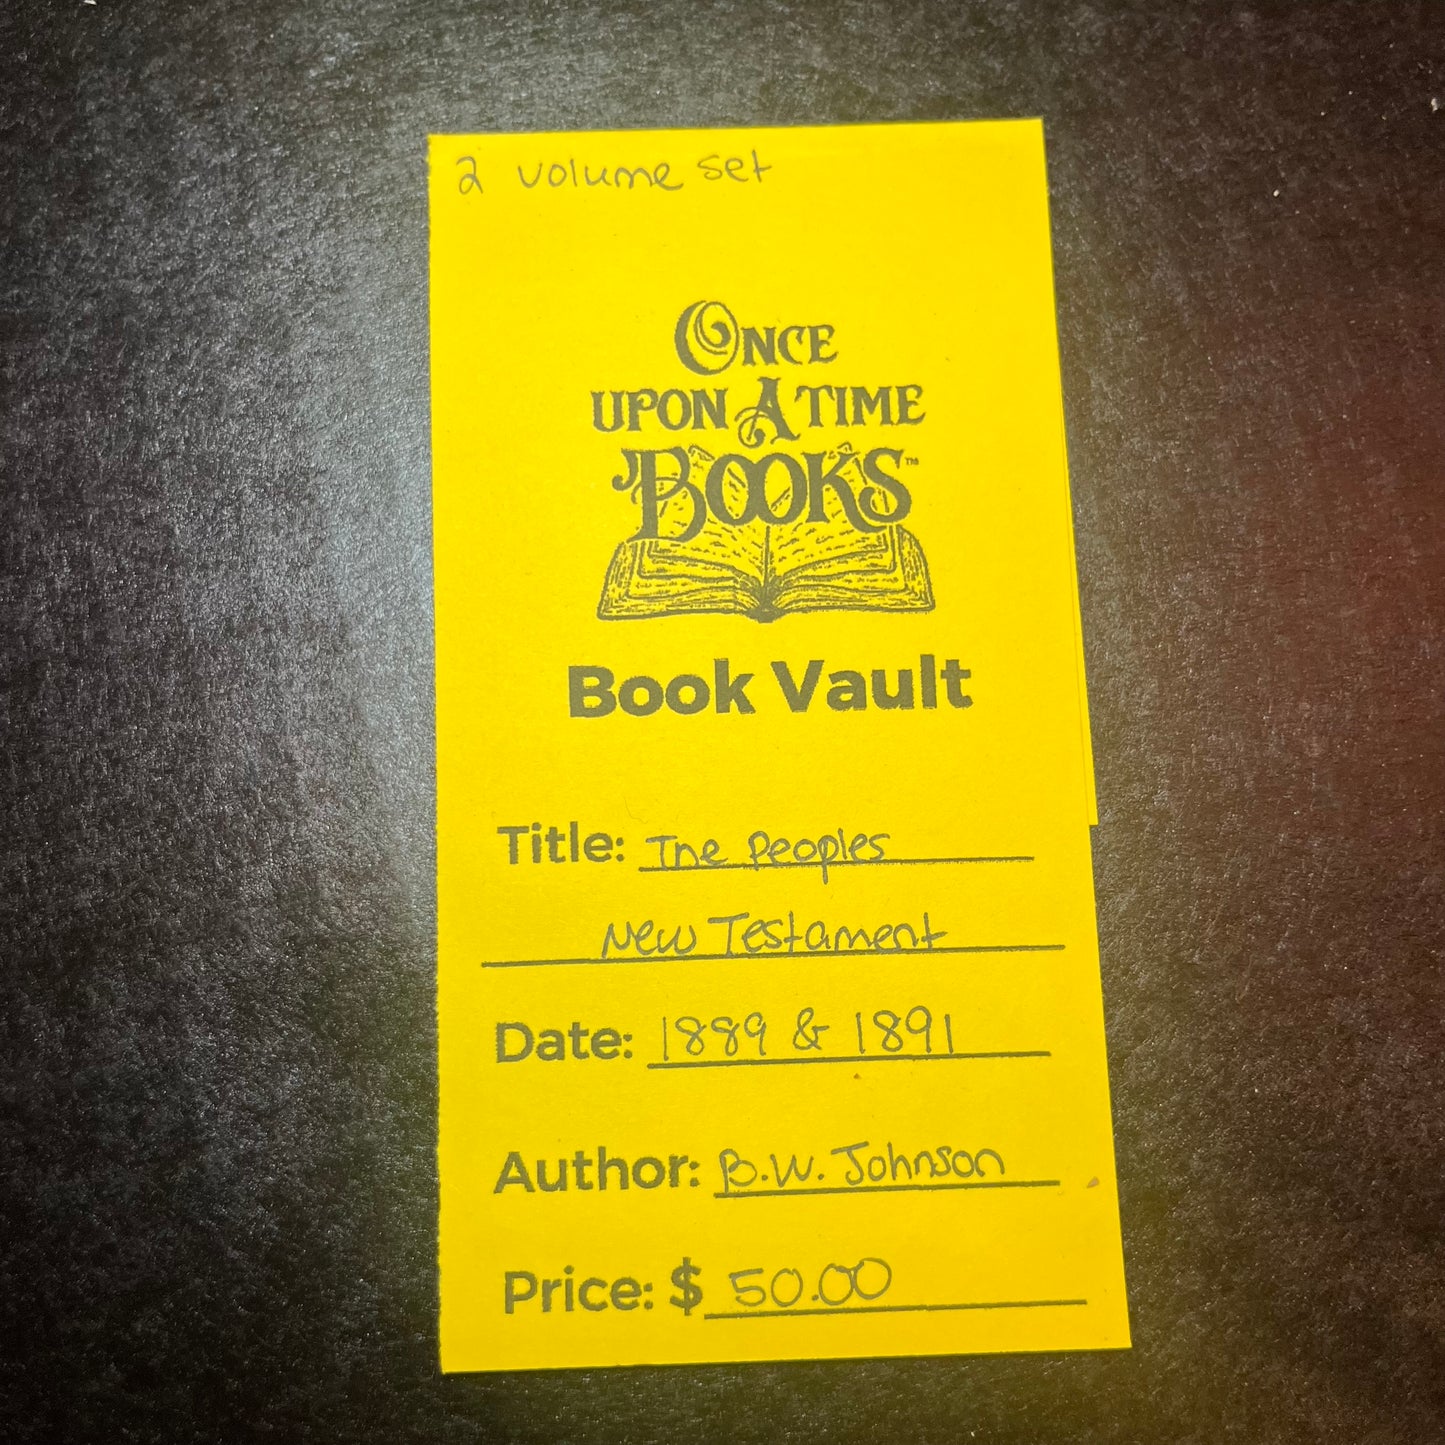 2 volume set
ONCE
UPON A TIME
BOOKS™
Book Vault
Title: The Peoples
New Testament
Date: 1889 & 1891
Author: B.W. Johnson
Price: $ 50.00